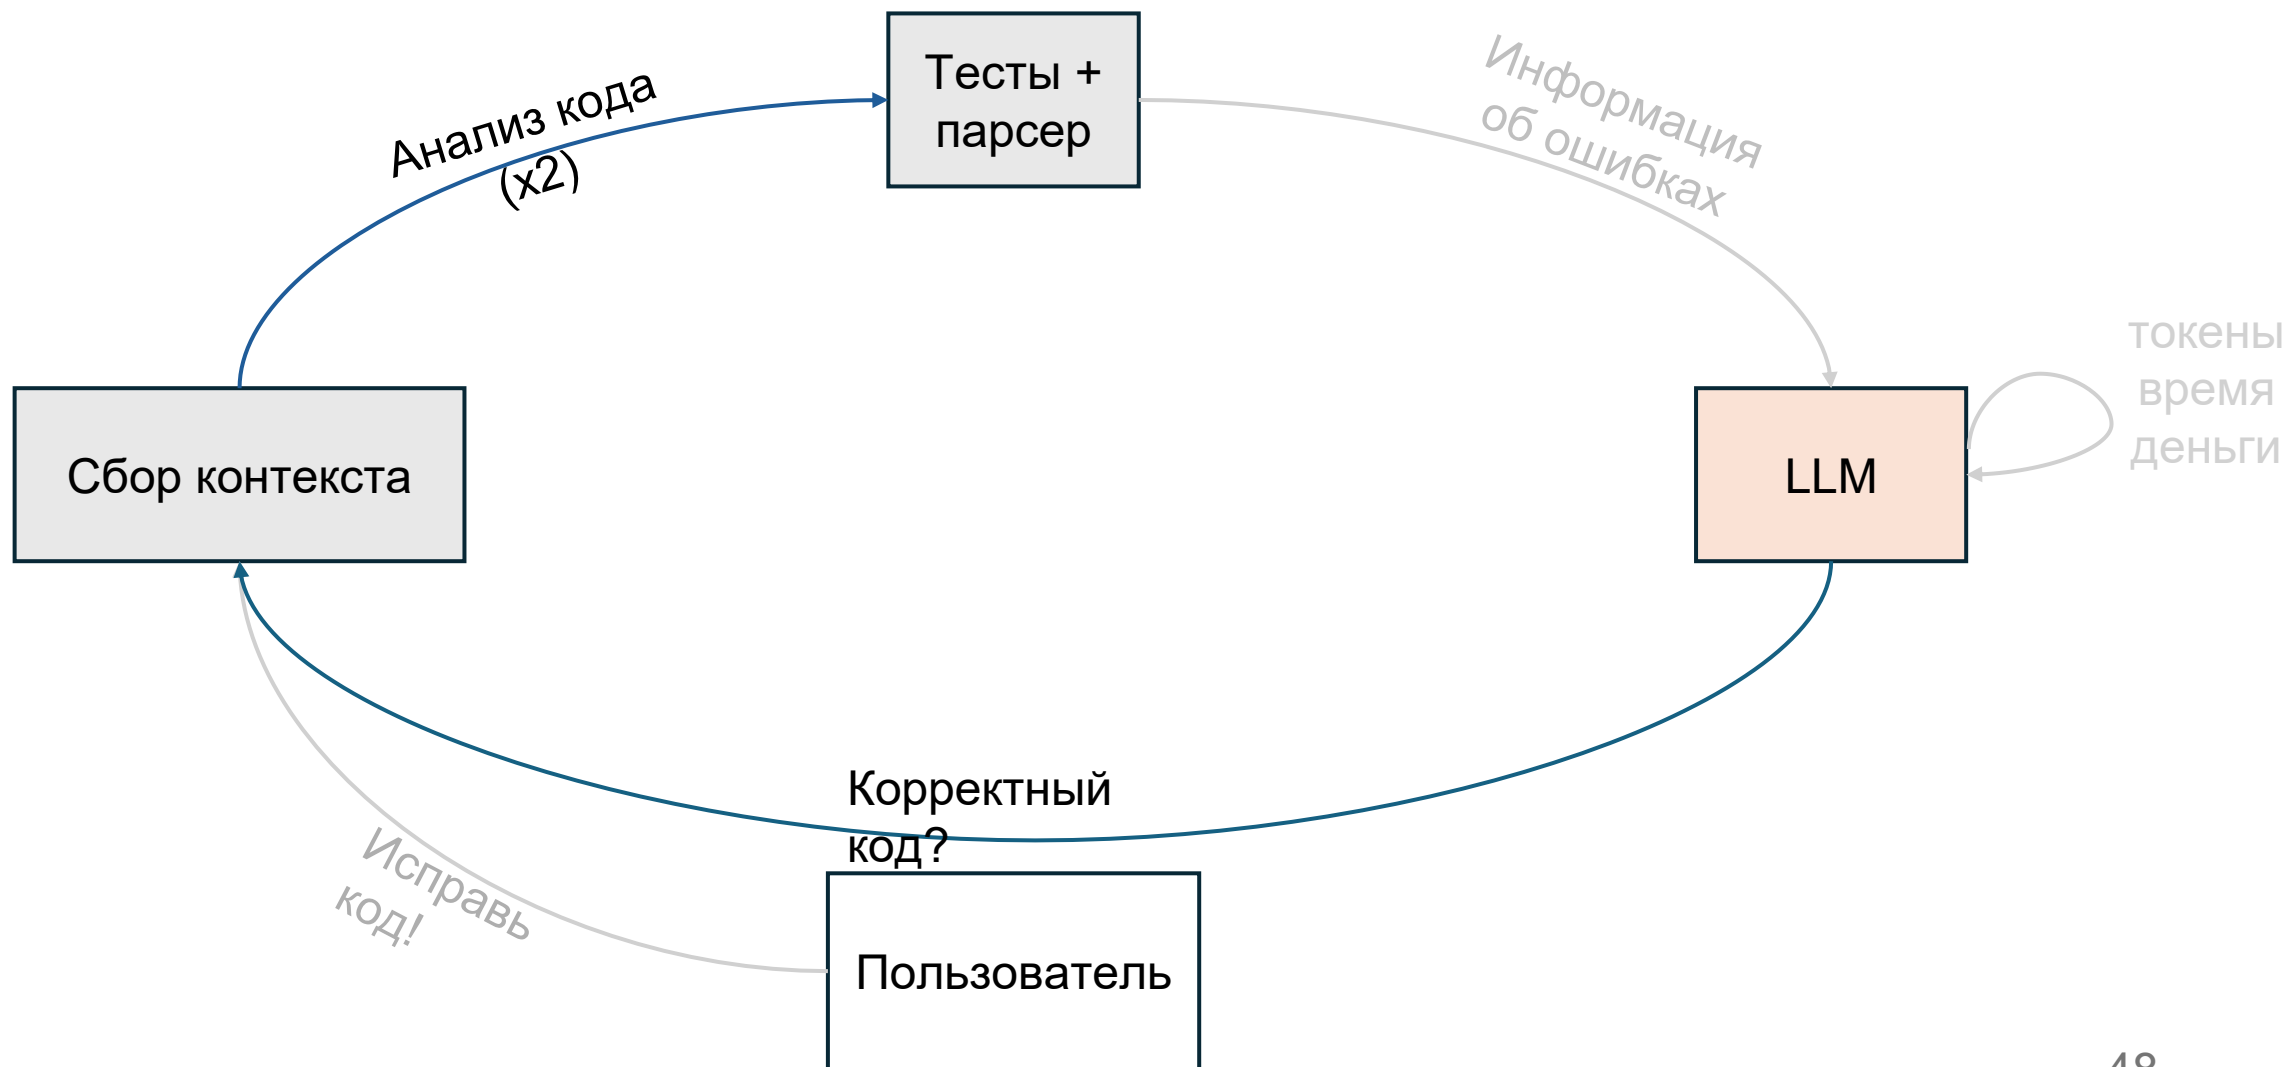 Тесты +
парсер
Анализ кода
(x2)
Информация
об ошибках
токены
время
деньги
Сбор контекста
LLM
Корректный
код?
Исправь
код!
Пользователь
48